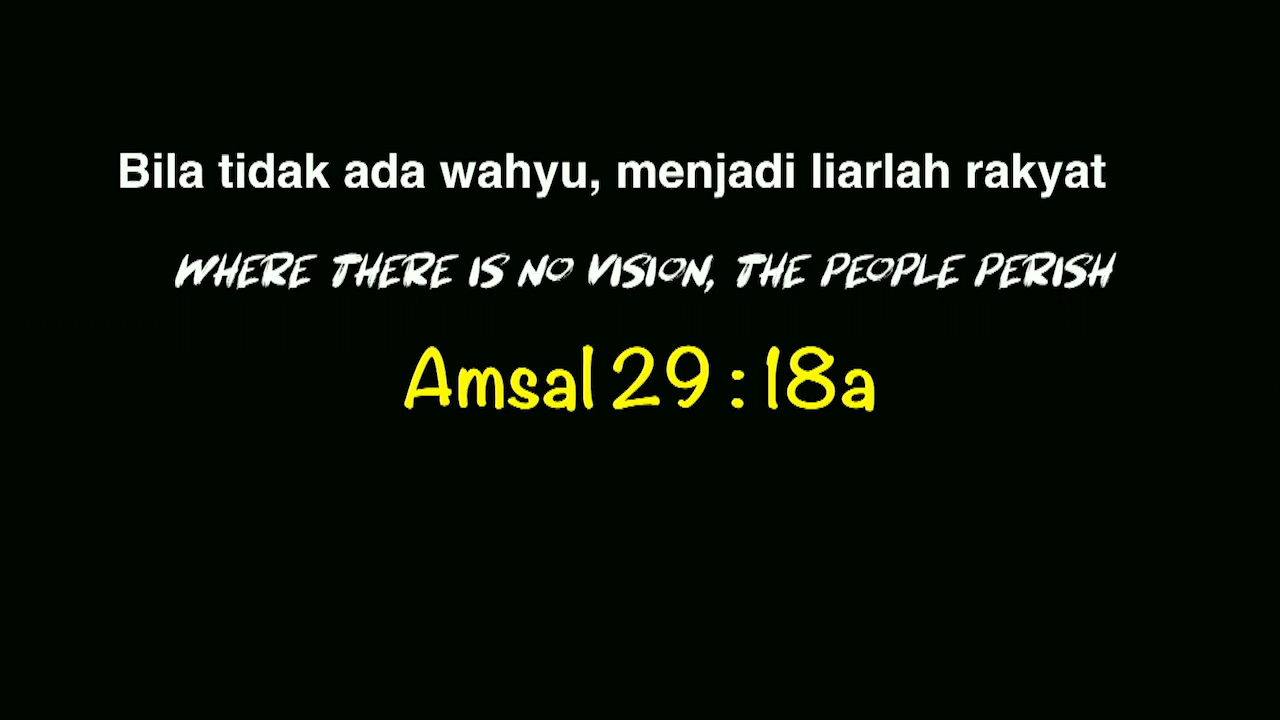 Bila tidak ada wahyu, menjadi liarlah rakyat
WHERE THERE IS NO VISION, THE PEOPLE PERISH
Amsal 29 : 18a